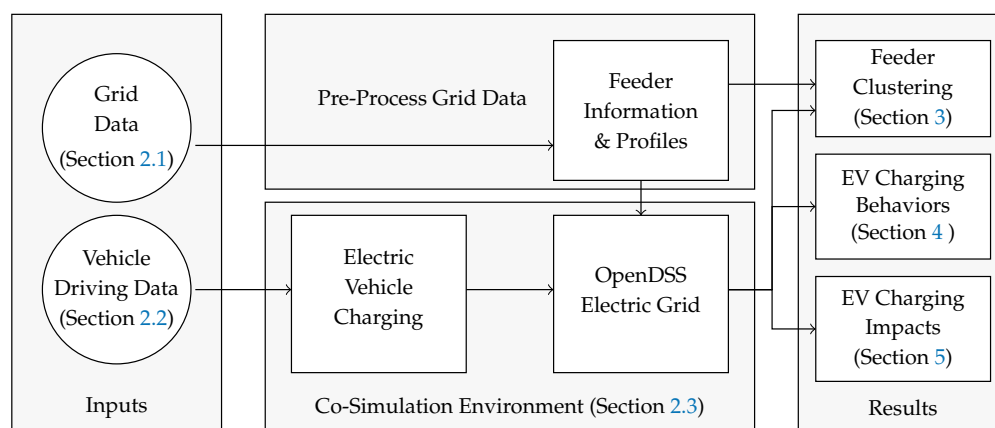 Grid
Data
(Section 2.1)
Vehicle
Driving Data
(Section 2.2)
Inputs
Pre-Process Grid Data
Feeder
Information
& Profiles
Electric
Vehicle
Charging
OpenDSS
Electric Grid
Co-Simulation Environment (Section 2.3)
Feeder
Clustering
(Section 3)
EV Charging
Behaviors
(Section 4 )
EV Charging
Impacts
(Section 5)
Results